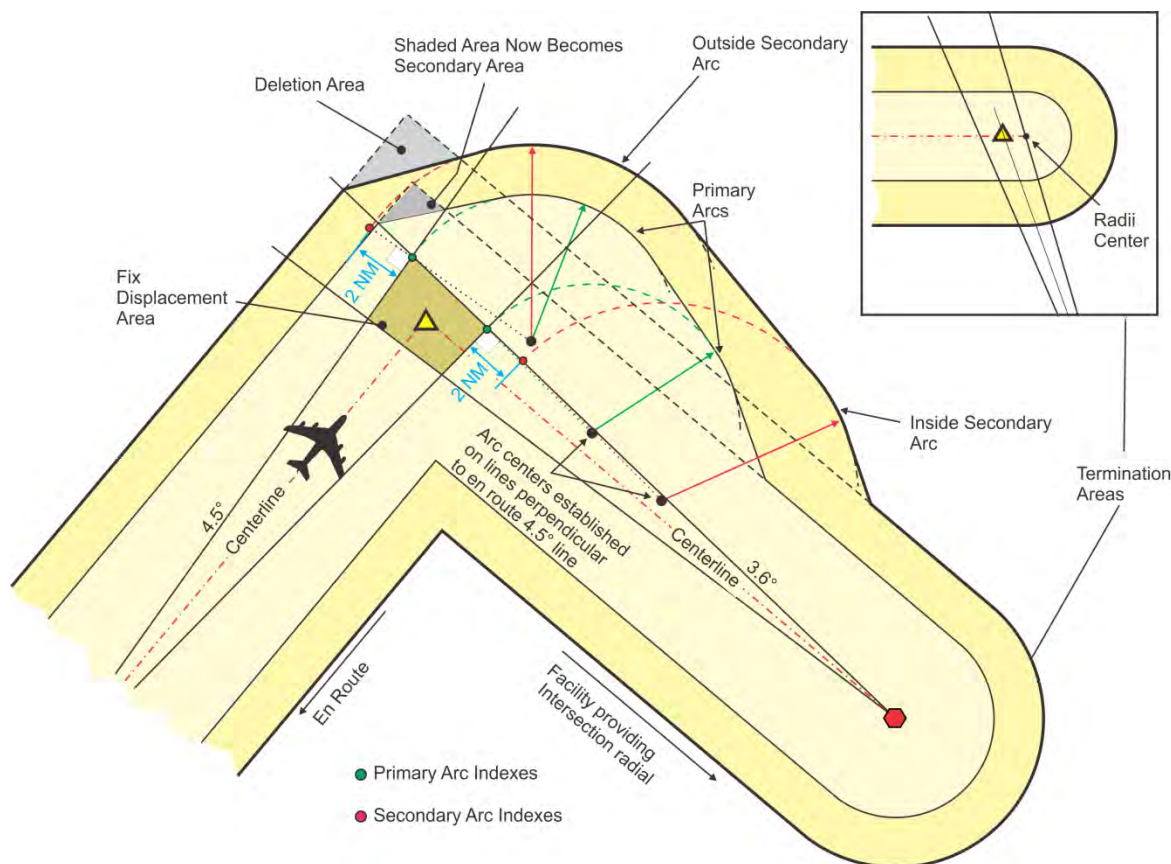 Shaded Area Now Becomes
Secondary Area
Outside Secondary
Arc
Deletion Area
Primary
Arcs
Radii
Center
2 NM
Fix
Displacement
Area
2 NM
Inside Secondary
Arc
Termination
Areas
Arc centers established
on lines perpendicular
to en route 4.5° line
4.5°
Centerline
Centerline
3.6°
En Route
Facility providing
Intersection radial
Primary Arc Indexes
Secondary Arc Indexes